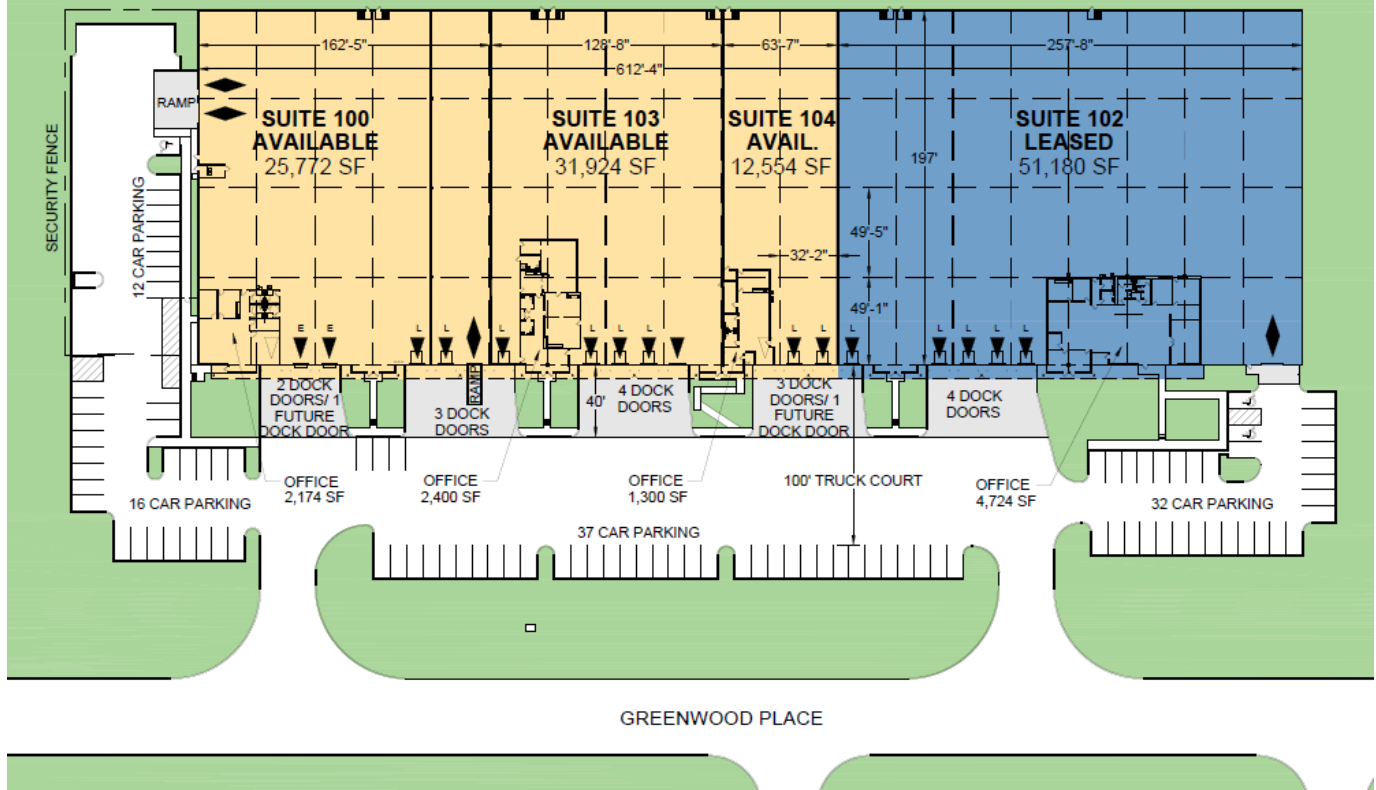 162'-5"
128'-8"
63'-7"
257'-8"
612'-4"
RAMP
SUITE 100
AVAILABLE
25,772 SF
SUITE 103
AVAILABLE
31,924 SF
SUITE 104
AVAIL.
12,554 SF
SUITE 102
LEASED
51,180 SF
197'
SECURITY FENCE
12 CAR PARKING
49'-5"
32'-2"
49'-1"
E
E
L
L
L
L
L
L
L
L
L
L
L
L
L
2 DOCK
DOORS/ 1
FUTURE
DOCK DOOR
RAMP
3 DOCK
DOORS
40'
4 DOCK
DOORS
3 DOCK
DOORS/ 1
FUTURE
DOCK DOOR
4 DOCK
DOORS
OFFICE
2,174 SF
OFFICE
2,400 SF
OFFICE
1,300 SF
100' TRUCK COURT
OFFICE
4,724 SF
16 CAR PARKING
37 CAR PARKING
32 CAR PARKING
GREENWOOD PLACE